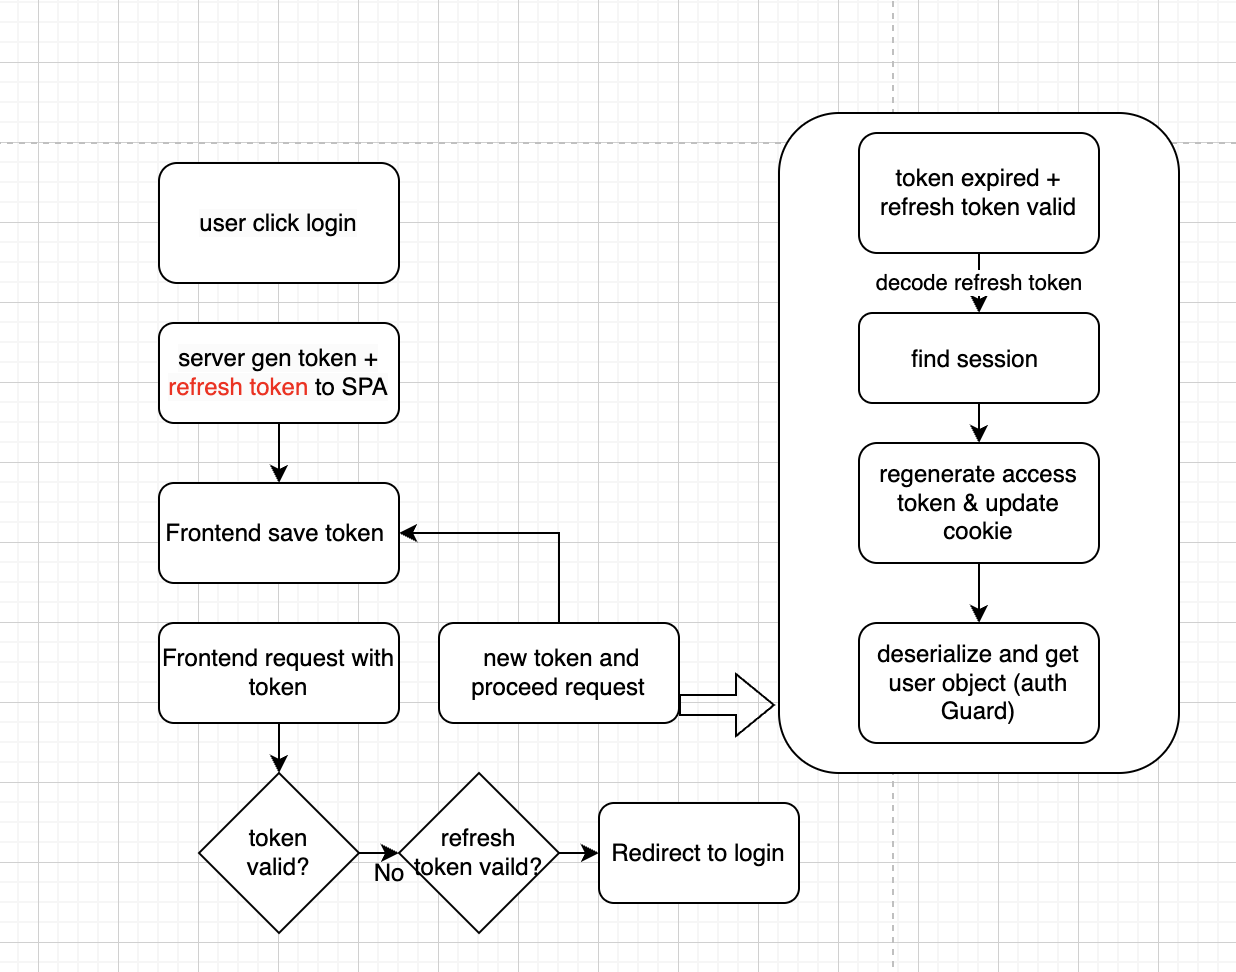 user click login
server gen token +
refresh token to SPA
Frontend save token
Frontend request with
token
new token and
proceed request
token
valid?
No
refresh
token vaild?
Redirect to login
token expired +
refresh token valid
decode refresh token
find session
regenerate access
token & update
cookie
deserialize and get
user object (auth
Guard)